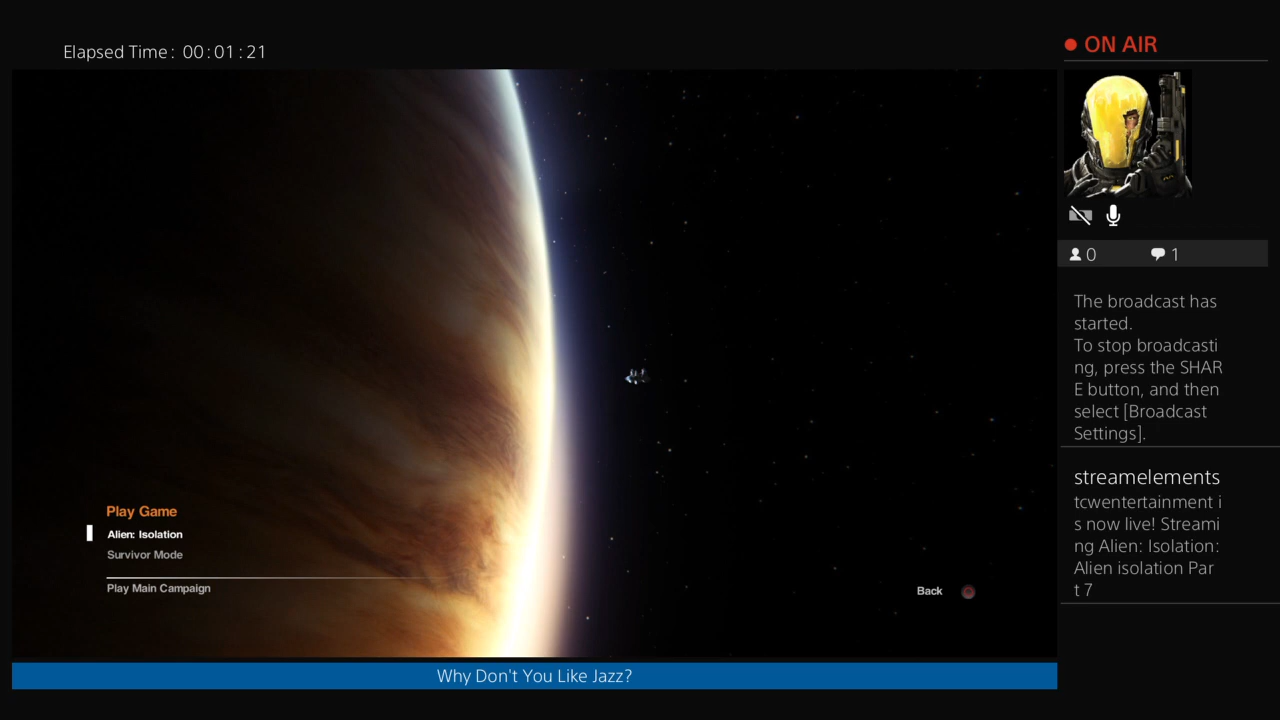 Elapsed Time: 00:01:21
ON AIR
0
1
The broadcast has
started.
To stop broadcasti
ng, press the SHAR
E button, and then
select [Broadcast
Settings].
streamelements
tcwentertainment i
s now live! Streami
ng Alien: Isolation:
Alien isolation Par
t 7
Play Game
Alien: Isolation
Survivor Mode
Play Main Campaign
Back
Why Don't You Like Jazz?